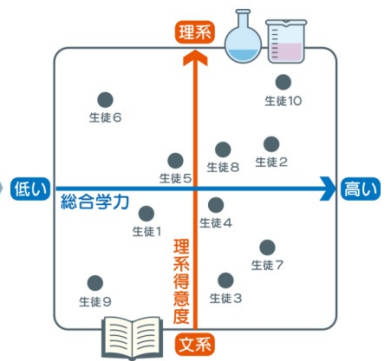 理系
生徒10
生徒6
生徒8
生徒2
生徒5
低い
高い
総合学力
生徒4
生徒1
理系得意度
生徒7
生徒9
生徒3
文系